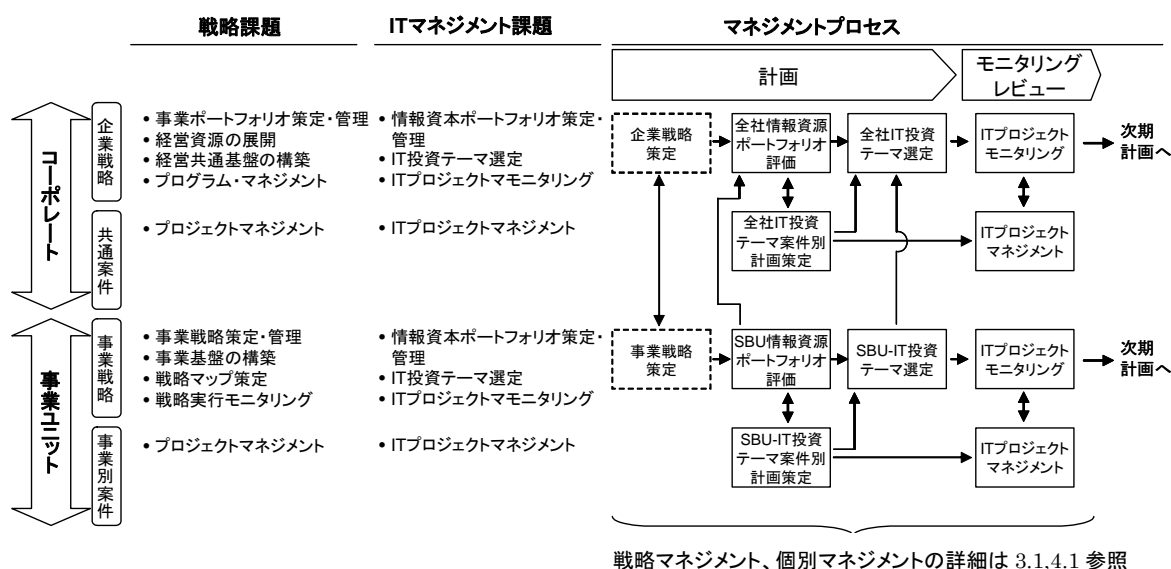 戦略課題
ITマネジメント課題
マネジメントプロセス
計画
モニタリング
レビュー
コーポレート
企業戦略
• 事業ポートフォリオ策定・管理
• 経営資源の展開
• 経営共通基盤の構築
• プログラム・マネジメント
• 情報資本ポートフォリオ策定・
管理
• IT投資テーマ選定
• ITプロジェクトマモニタリング
企業戦略
策定
全社情報資源
ポートフォリオ
評価
全社IT投資
テーマ選定
ITプロジェクト
モニタリング
次期
計画へ
共通案件
• プロジェクトマネジメント
• ITプロジェクトマネジメント
全社IT投資
テーマ案件別
計画策定
ITプロジェクト
マネジメント
事業ユニット
事業戦略
• 事業戦略策定・管理
• 事業基盤の構築
• 戦略マップ策定
• 戦略実行モニタリング
• 情報資本ポートフォリオ策定・
管理
• IT投資テーマ選定
• ITプロジェクトマモニタリング
事業戦略
策定
SBU情報資源
ポートフォリオ
評価
SBU-IT投資
テーマ選定
ITプロジェクト
モニタリング
次期
計画へ
事業別案件
• プロジェクトマネジメント
• ITプロジェクトマネジメント
SBU-IT投資
テーマ案件別
計画策定
ITプロジェクト
マネジメント
戦略マネジメント、個別マネジメントの詳細は 3.1,4.1 参照